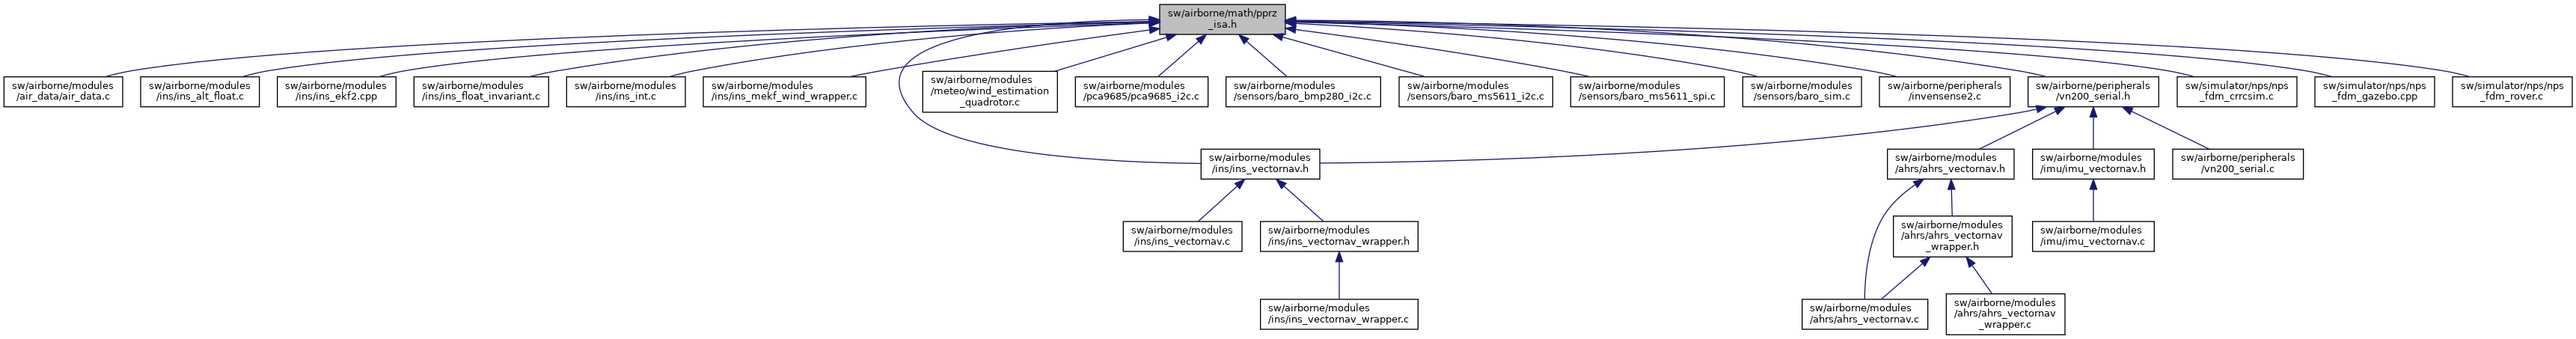 sw/airborne/math/pprz
_isa.h
sw/airborne/modules
/air_data/air_data.c
sw/airborne/modules
/ins/ins_alt_float.c
sw/airborne/modules
/ins/ins_ekf2.cpp
sw/airborne/modules
/ins/ins_float_invariant.c
sw/airborne/modules
/ins/ins_int.c
sw/airborne/modules
/ins/ins_mekf_wind_wrapper.c
sw/airborne/modules
/meteo/wind_estimation
_quadrotor.c
sw/airborne/modules
/pca9685/pca9685_i2c.c
sw/airborne/modules
/sensors/baro_bmp280_i2c.c
sw/airborne/modules
/sensors/baro_ms5611_i2c.c
sw/airborne/modules
/sensors/baro_ms5611_spi.c
sw/airborne/modules
/sensors/baro_sim.c
sw/airborne/peripherals
/invensense2.c
sw/airborne/peripherals
/vn200_serial.h
sw/simulator/nps/nps
_fdm_crrcsim.c
sw/simulator/nps/nps
_fdm_gazebo.cpp
sw/simulator/nps/nps
_fdm_rover.c
sw/airborne/modules
/ins/ins_vectornav.h
sw/airborne/modules
/ahrs/ahrs_vectornav.h
sw/airborne/modules
/imu/imu_vectornav.h
sw/airborne/peripherals
/vn200_serial.c
sw/airborne/modules
/ins/ins_vectornav.c
sw/airborne/modules
/ins/ins_vectornav_wrapper.h
sw/airborne/modules
/ahrs/ahrs_vectornav
_wrapper.h
sw/airborne/modules
/imu/imu_vectornav.c
sw/airborne/modules
/ins/ins_vectornav_wrapper.c
sw/airborne/modules
/ahrs/ahrs_vectornav.c
sw/airborne/modules
/ahrs/ahrs_vectornav
_wrapper.c